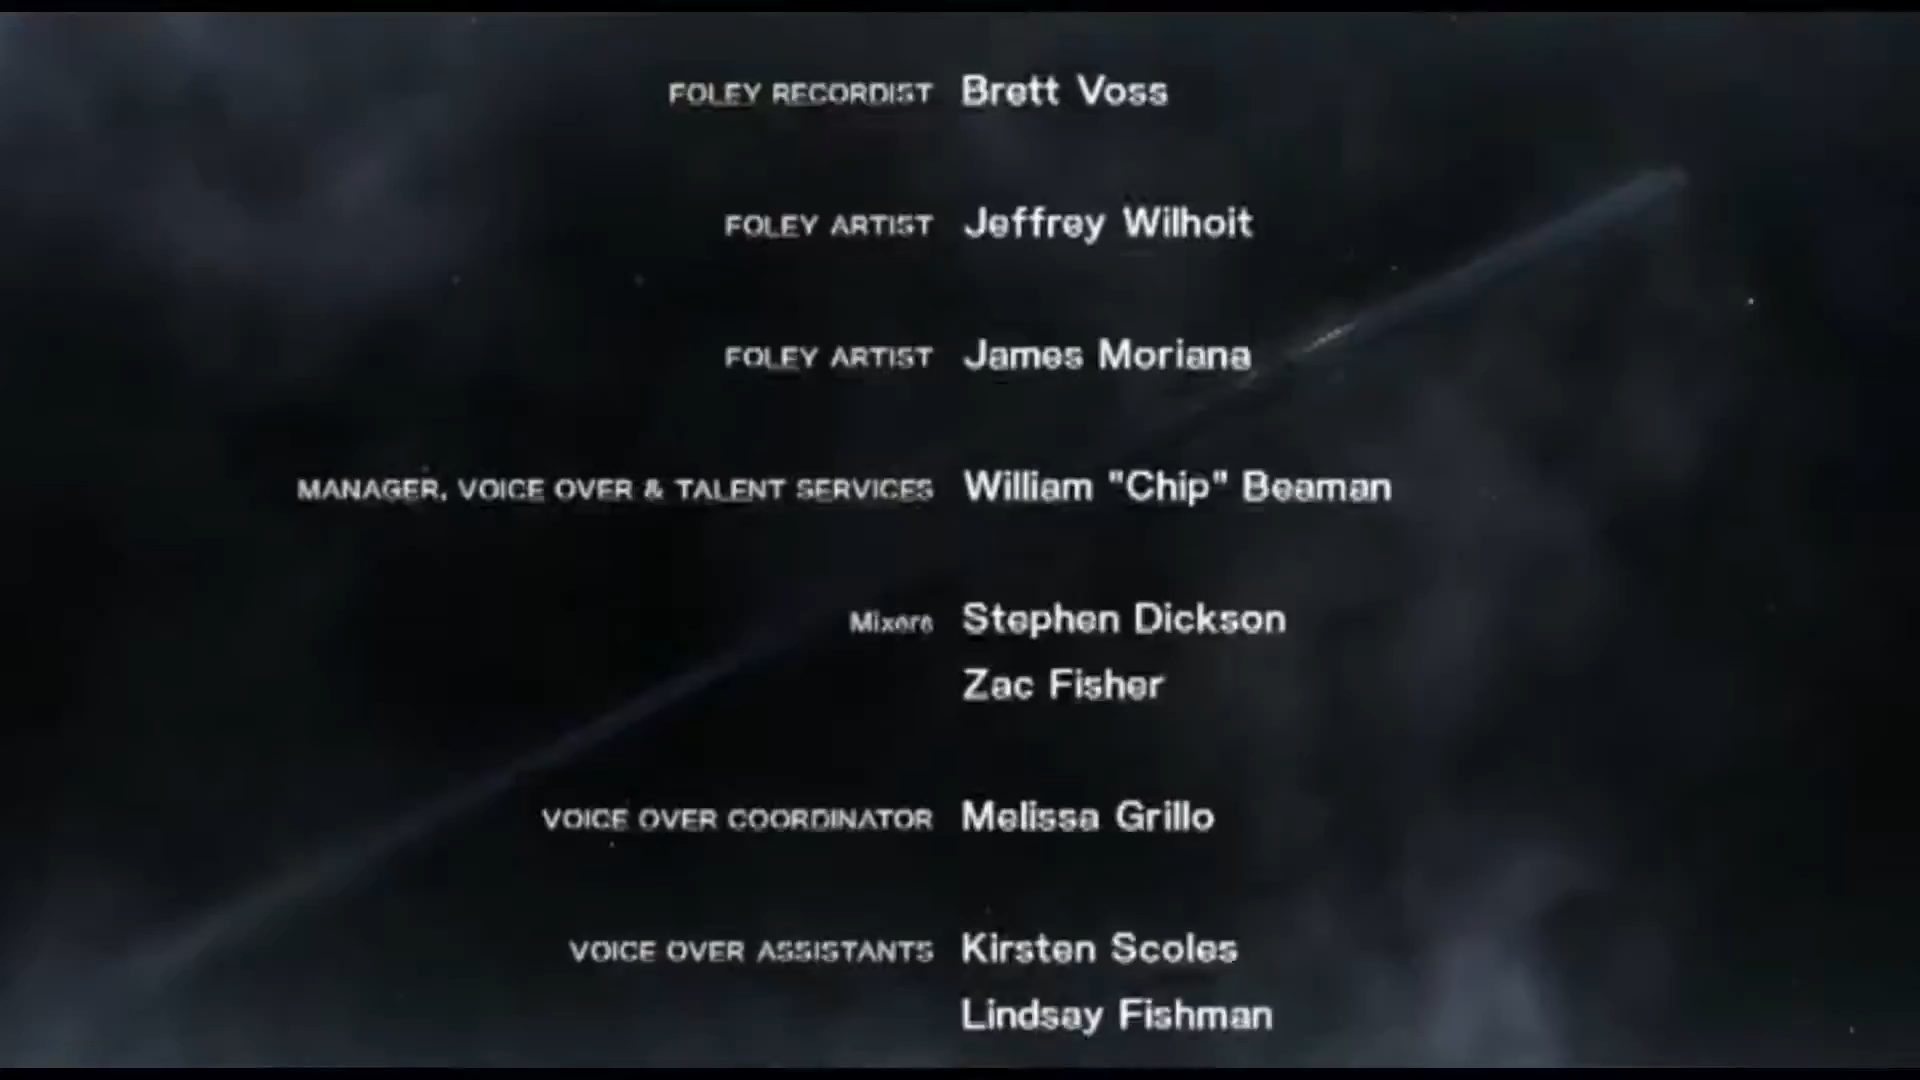 FOLEY RECORDIST Brett Voss
FOLEY ARTIST Jeffrey Wilhoit
FOLEY ARTIST James Moriana
MANAGER, VOICE OVER & TALENT SERVICES William "Chip" Beaman
Mixers Stephen Dickson
Zac Fisher
VOICE OVER COORDINATOR Melissa Grillo
VOICE OVER ASSISTANTS Kirsten Scoles
Lindsay Fishman